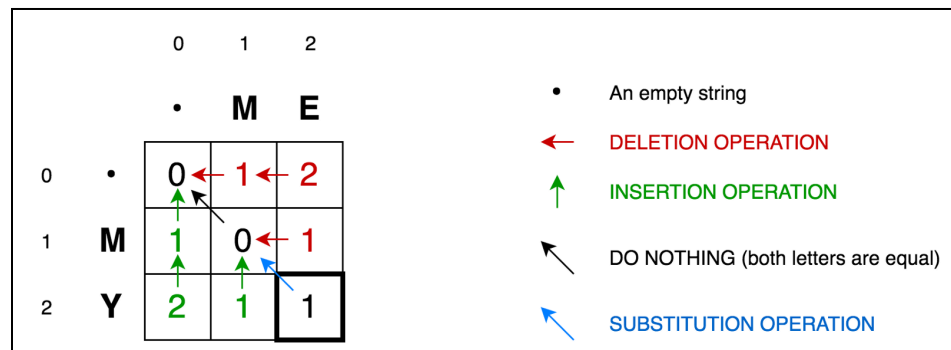 0 1 2
• M E
0 • 0 1 2
1 M 1 0 1
2 Y 2 1 1
• An empty string
DELETION OPERATION
INSERTION OPERATION
DO NOTHING (both letters are equal)
SUBSTITUTION OPERATION